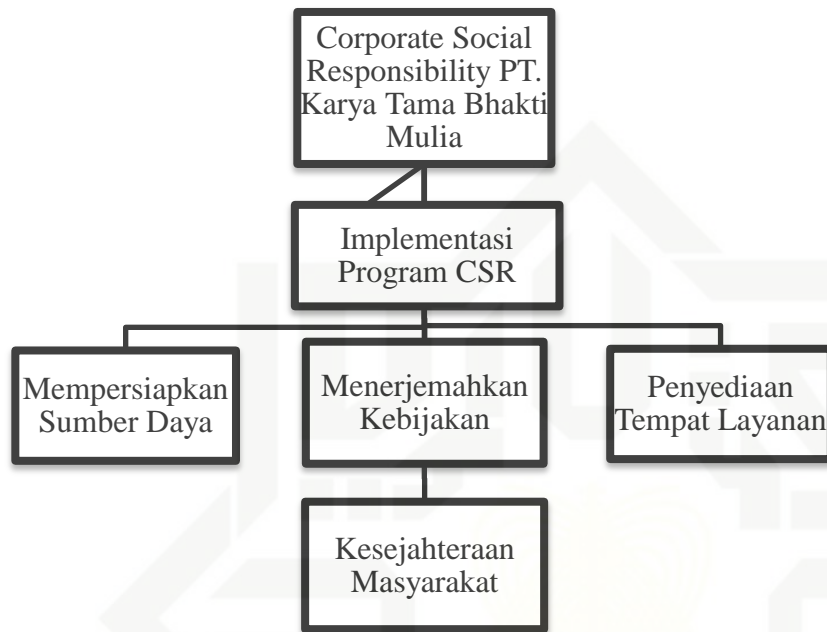 Corporate Social
Responsibility PT.
Karya Tama Bhakti
Mulia
Implementasi
Program CSR
Mempersiapkan
Sumber Daya
Menerjemahkan
Kebijakan
Penyediaan
Tempat Layanan
Kesejahteraan
Masyarakat